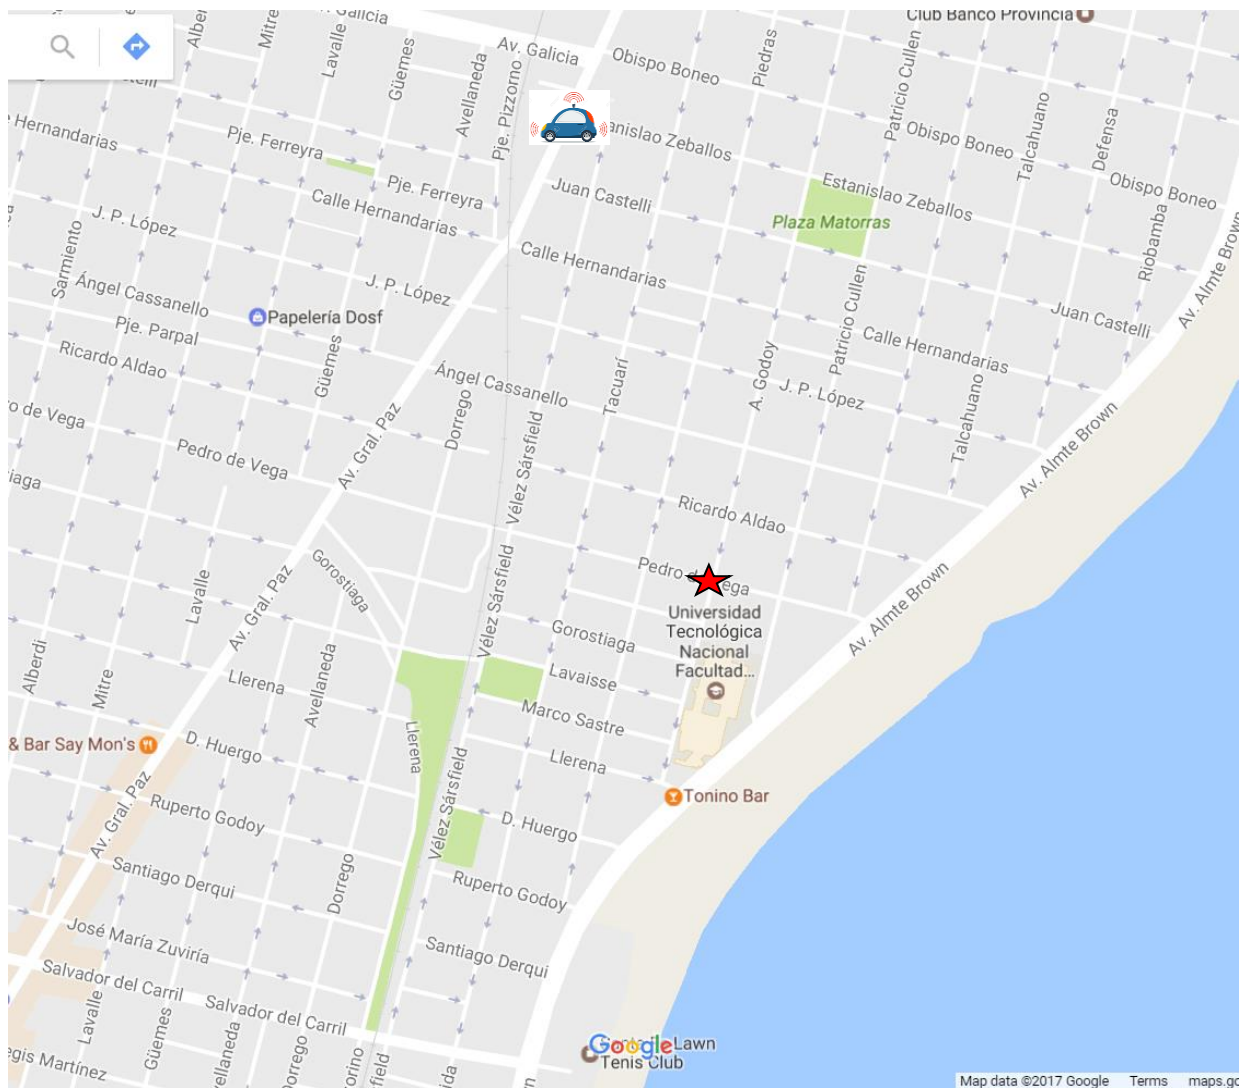 Club Banco Provincia
Galicia
Av. Galicia
Obispo Boneo
Mitre
Lavalle
Güemes
Avellaneda
Pje. Pizzorno
Piedras
Patricio Cullen
Talcahuano
Defensa
Obispo Boneo
Obispo Boneo
Hernandarias
Pje. Ferreyra
Pje. Ferreyra
Calle Hernandarias
Juan Castelli
Zeballos
Estanislao Zeballos
Plaza Matorras
Riobamba
Av. Almte Brown
Sarmiento
J. P. López
J. P. López
Calle Hernandarias
Patricio Cullen
Juan Castelli
Ángel Cassanello
Papelería Dosf
Pje. Parpal
Ricardo Aldao
Güemes
Calle Hernandarias
J. P. López
Ángel Cassanello
Tacuarí
A. Godoy
Talcahuano
Av. Almte Brown
de Vega
Pedro de Vega
Av. Gral. Paz
Dorrego
Vélez Sársfield
Ricardo Aldao
Gorostiaga
Lavalle
Av. Gral. Paz
Vélez Sársfield
Pedro de Vega
Av. Almte Brown
Universidad
Tecnológica
Nacional
Facultad...
Gorostiaga
Lavaisse
Marco Sastre
Llerena
Alberdi
Mitre
Llerena
Avellaneda
Llerena
& Bar Say Mon's
D. Huergo
Vélez Sársfield
Tonino Bar
D. Huergo
Av. Gral. Paz
Ruperto Godoy
Santiago Derqui
Dorrego
Ruperto Godoy
José María Zuviría
Santiago Derqui
Salvador del Carril
Salvador del Carril
Lavalle
Güemes
Dorrego
Google
Lawn
Tenis Club
Map data ©2017 Google Terms